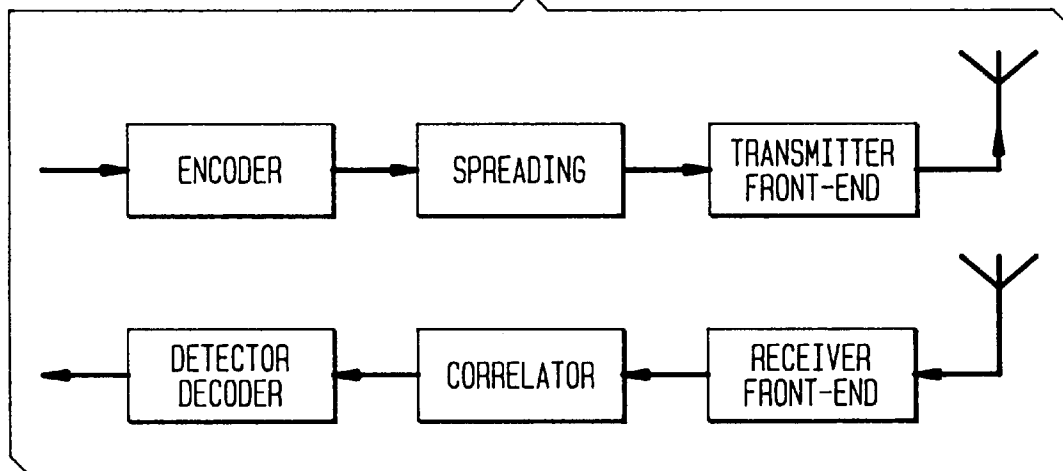 ENCODER
SPREADING
TRANSMITTER
FRONT-END
DETECTOR
DECODER
CORRELATOR
RECEIVER
FRONT-END